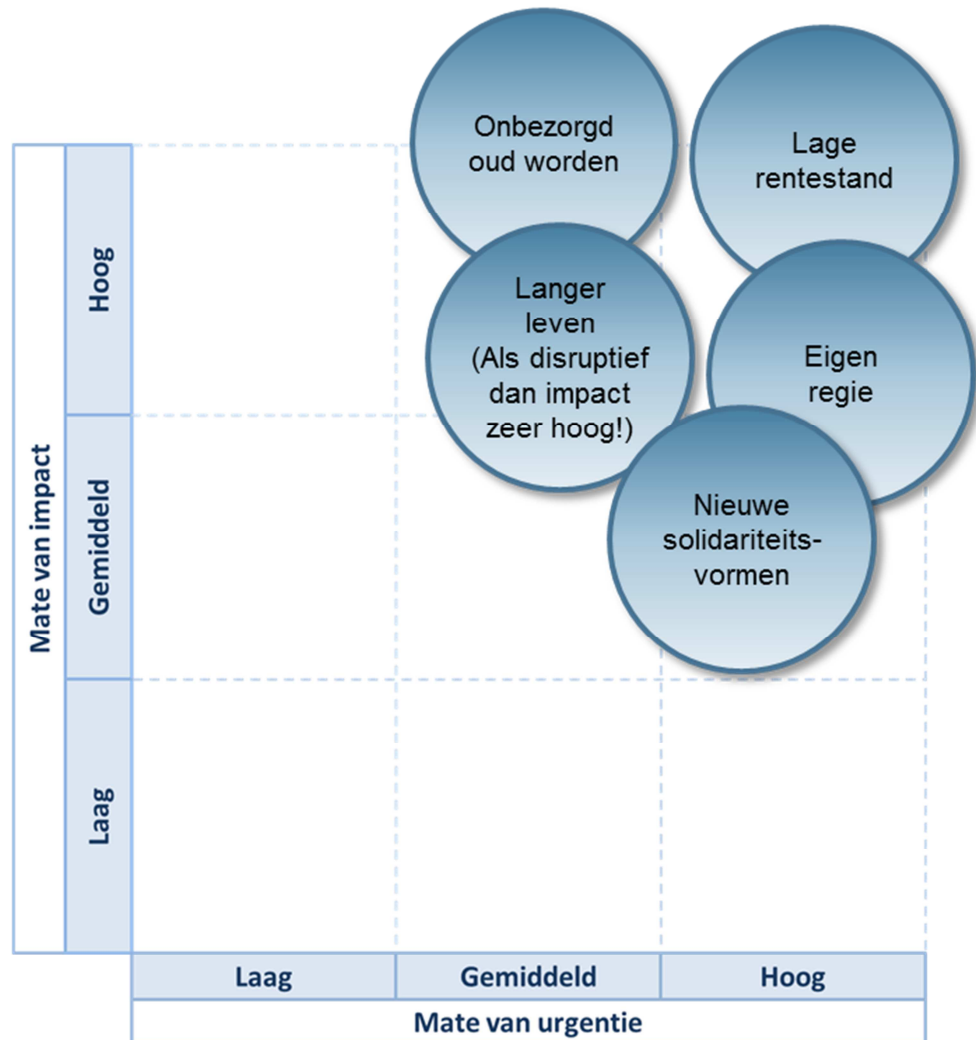 Onbezorgd
oud worden
Lage
rentestand
Langer
leven
(Als disruptief
dan impact
zeer hoog!)
Eigen
regie
Nieuwe
solidariteits-
vormen
Mate van impact
Hoog
Gemiddeld
Laag
Laag
Gemiddeld
Hoog
Mate van urgentie